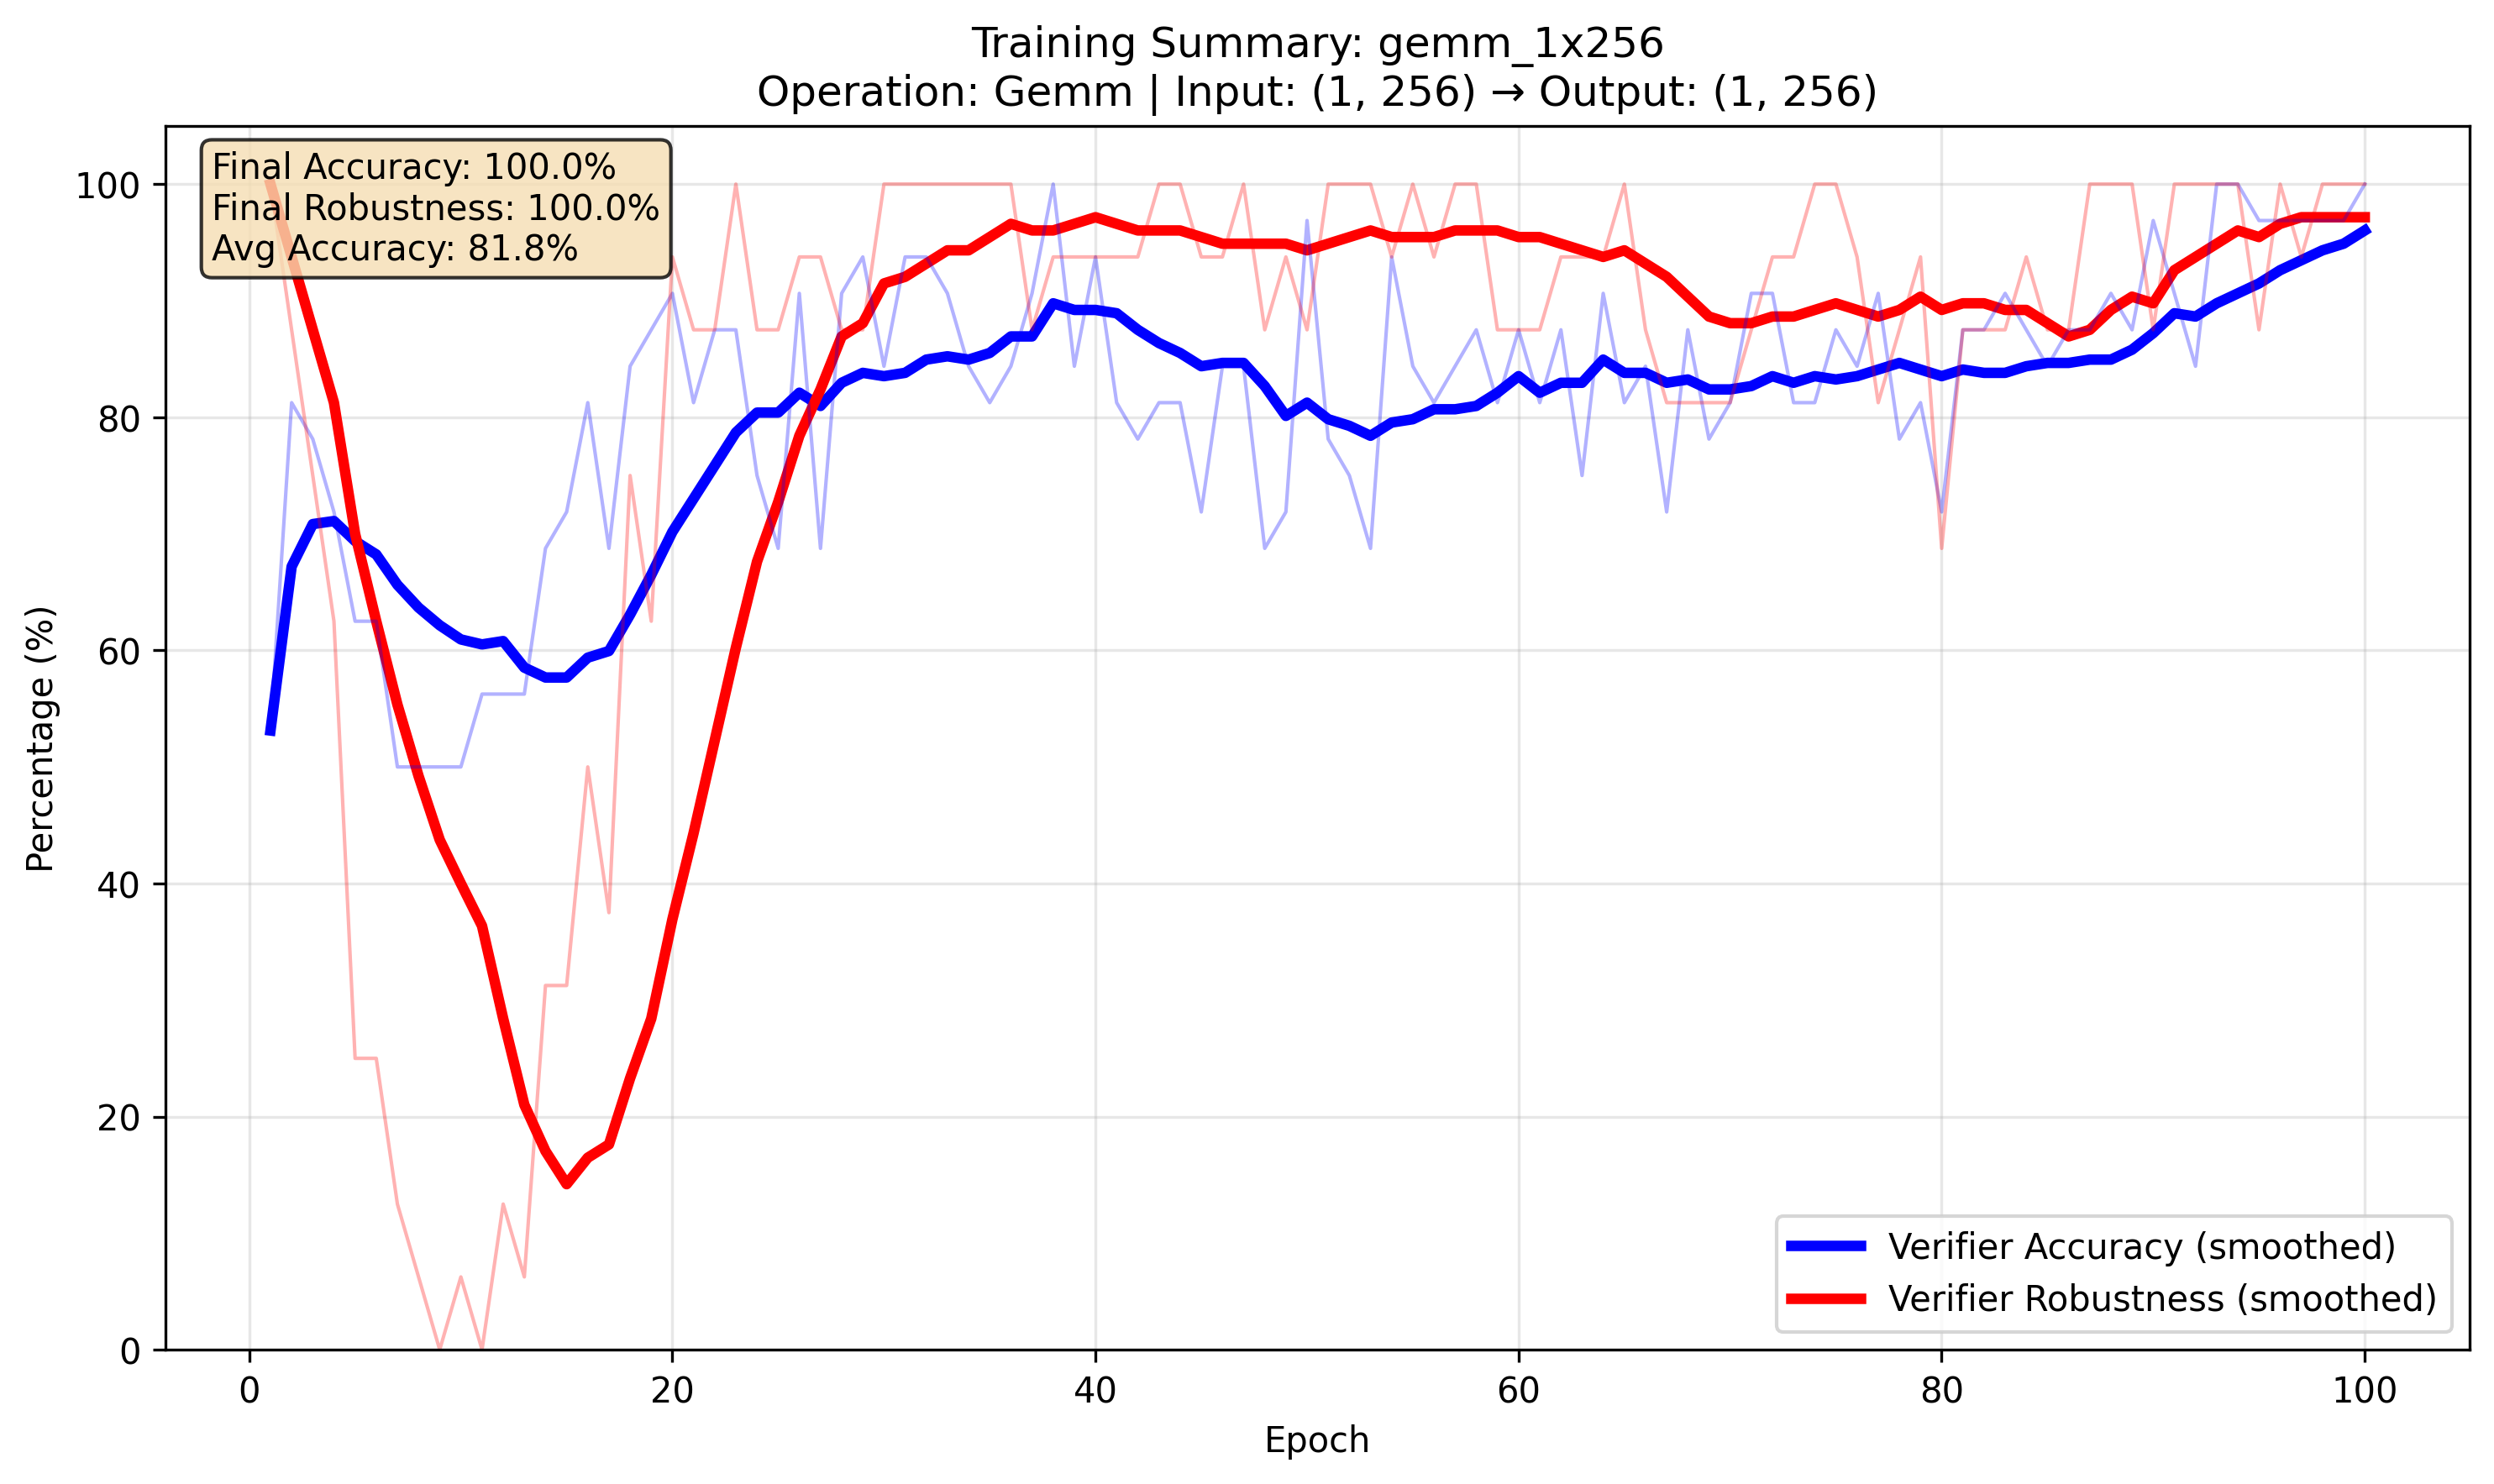 Training Summary: gemm_1x256
Operation: Gemm | Input: (1, 256) → Output: (1, 256)
Final Accuracy: 100.0%
Final Robustness: 100.0%
Avg Accuracy: 81.8%
100
80
60
40
20
0
Percentage (%)
Verifier Accuracy (smoothed)
Verifier Robustness (smoothed)
0 20 40 60 80 100
Epoch